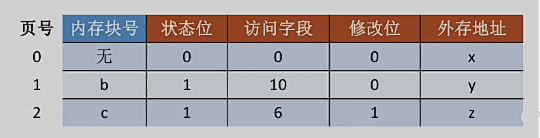 页号 内存块号 状态位 访问字段 修改位 外存地址
0 无 0 0 0 x
1 b 1 10 0 y
2 c 1 6 1 z